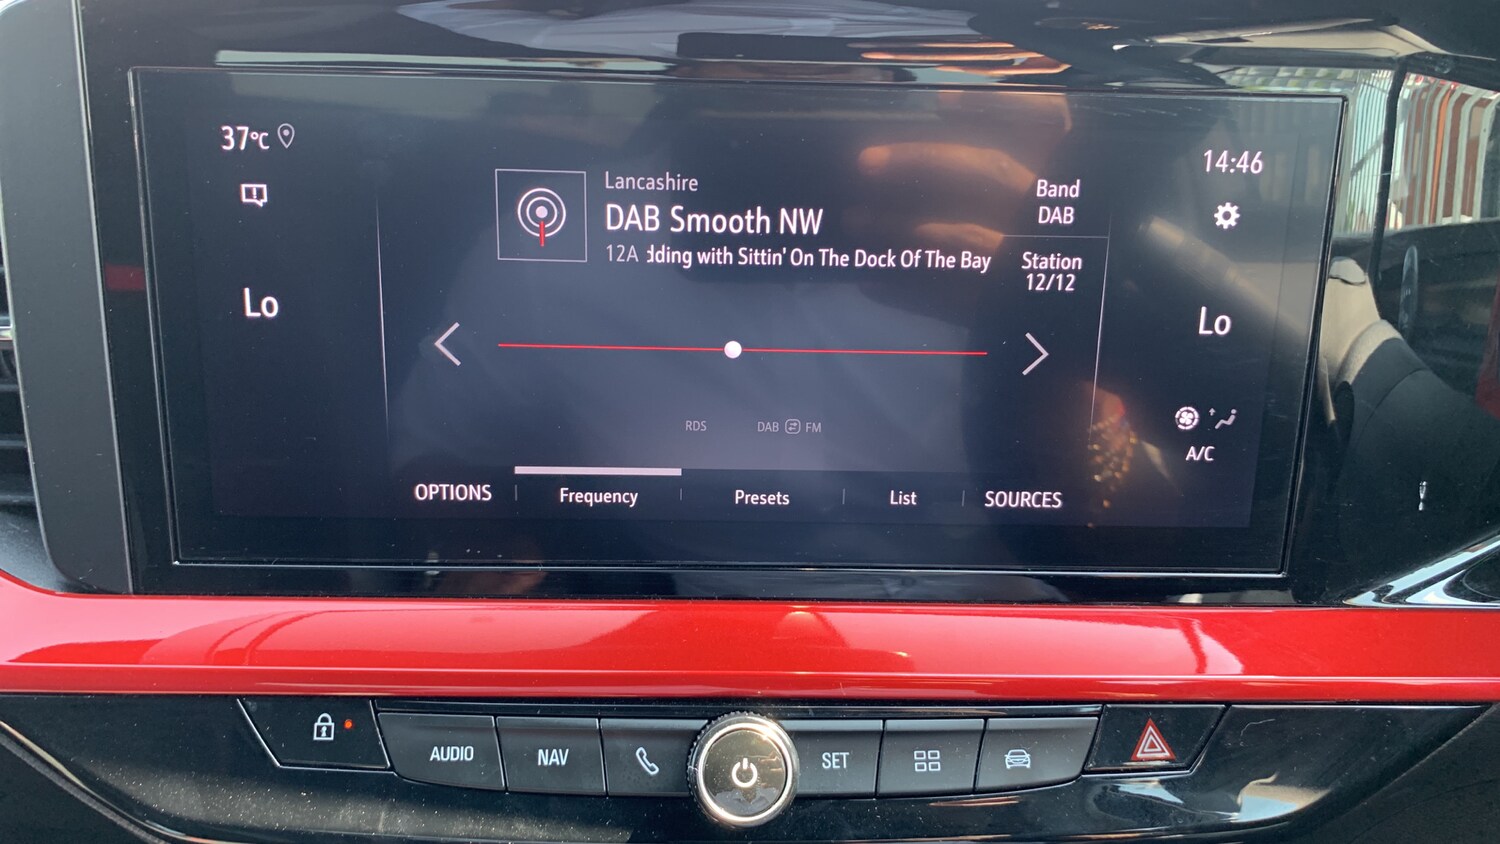 37°C
14:46
Lancashire
DAB Smooth NW
12A dding with Sittin' On The Dock Of The Bay
Band
DAB
Station
12/12
Lo
Lo
RDS
DAB FM
A/C
OPTIONS
Frequency
Presets
List
SOURCES
AUDIO
NAV
SET